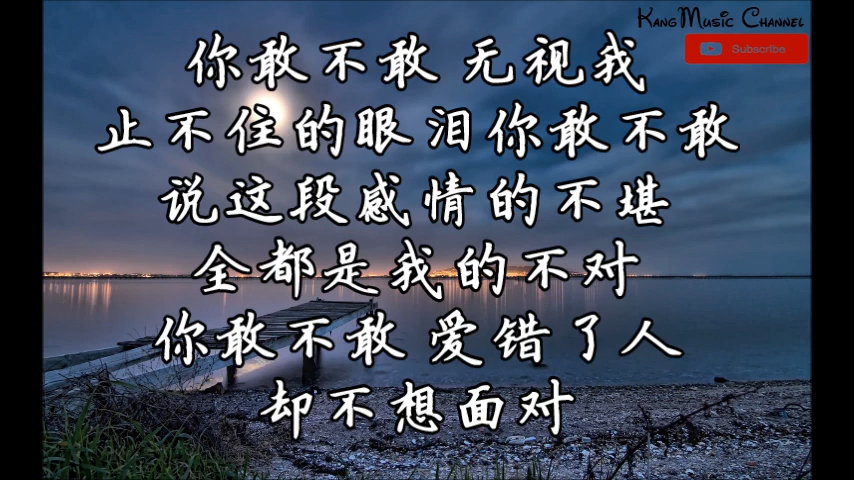 KangMusic Channel
Subscribe
你敢不敢 无视我
止不住的眼泪你敢不敢
说这段感情的不堪
全都是我的不对
你敢不敢 爱错了人
却不想面对